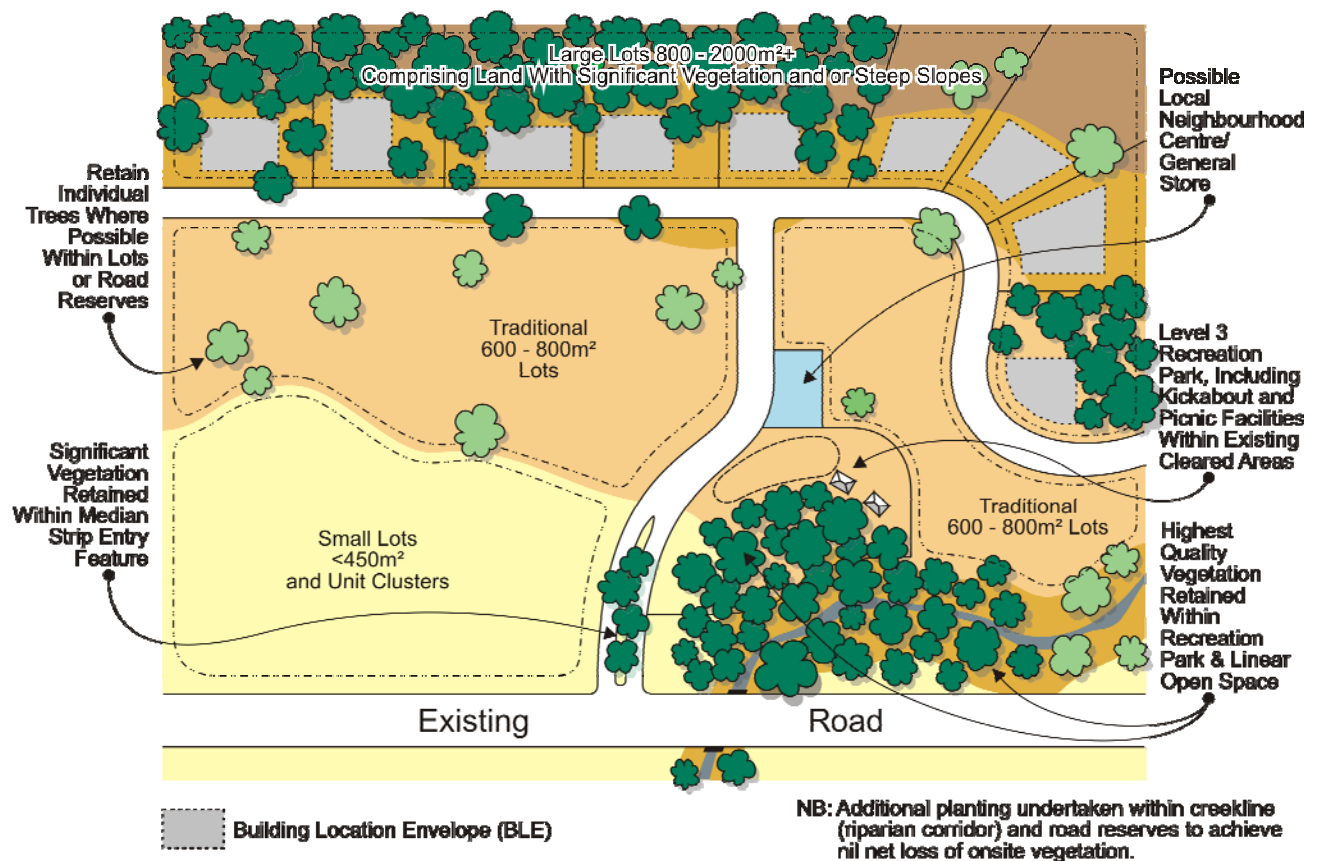 Large Lots 800 - 2000m²+
Comprising Land With Significant Vegetation and or Steep Slopes
Possible
Local
Neighbourhood
Centre/
General
Store
Retain
Individual
Trees Where
Possible
Within Lots
or Road
Reserves
Traditional
600 - 800m²
Lots
Level 3
Recreation
Park, Including
Kickabout and
Picnic Facilities
Within Existing
Cleared Areas
Significant
Vegetation
Retained
Within Median
Strip Entry
Feature
Small Lots
<450m²
and Unit Clusters
Traditional
600 - 800m² Lots
Highest
Quality
Vegetation
Retained
Within
Recreation
Park & Linear
Open Space
Existing Road
Building Location Envelope (BLE)
NB: Additional planting undertaken within creekline
(riparian corridor) and road reserves to achieve
nil net loss of onsite vegetation.